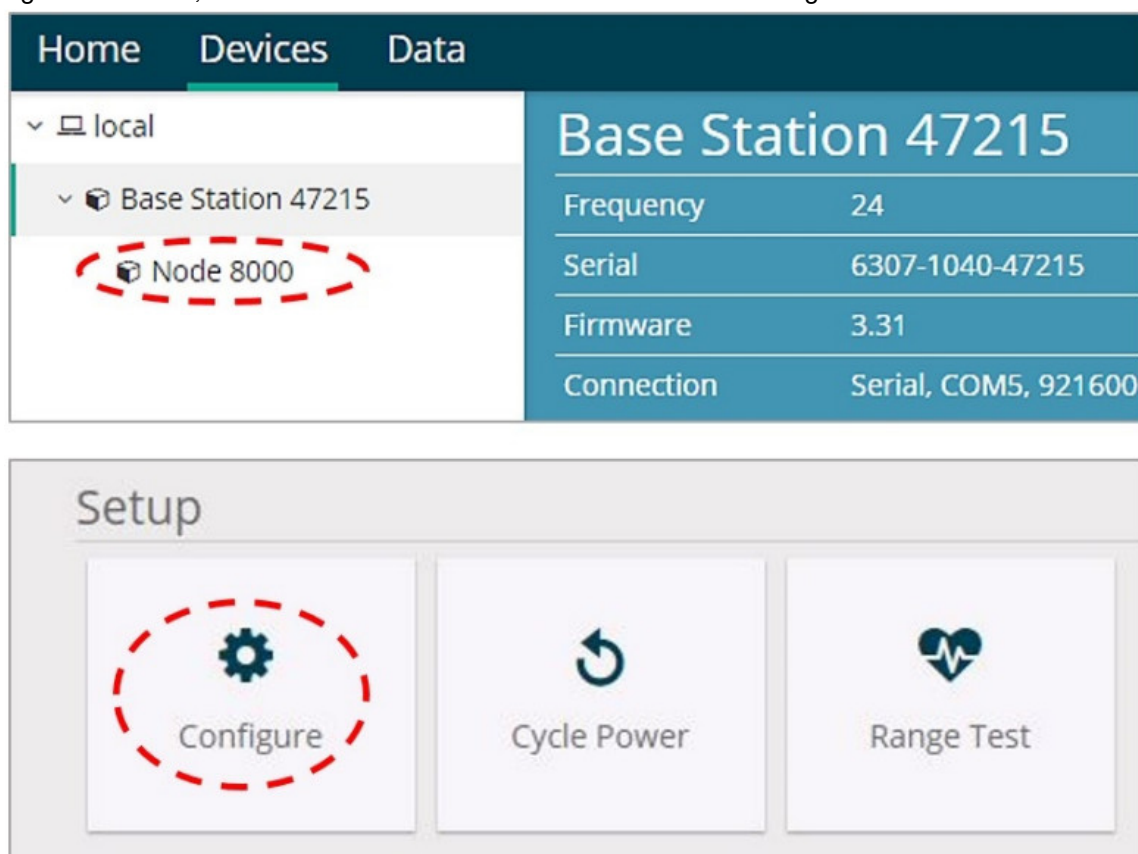 Home Devices Data
local
Base Station 47215
Node 8000
Base Station 47215
Frequency 24
Serial 6307-1040-47215
Firmware 3.31
Connection Serial, COM5, 921600
Setup
Configure Cycle Power Range Test